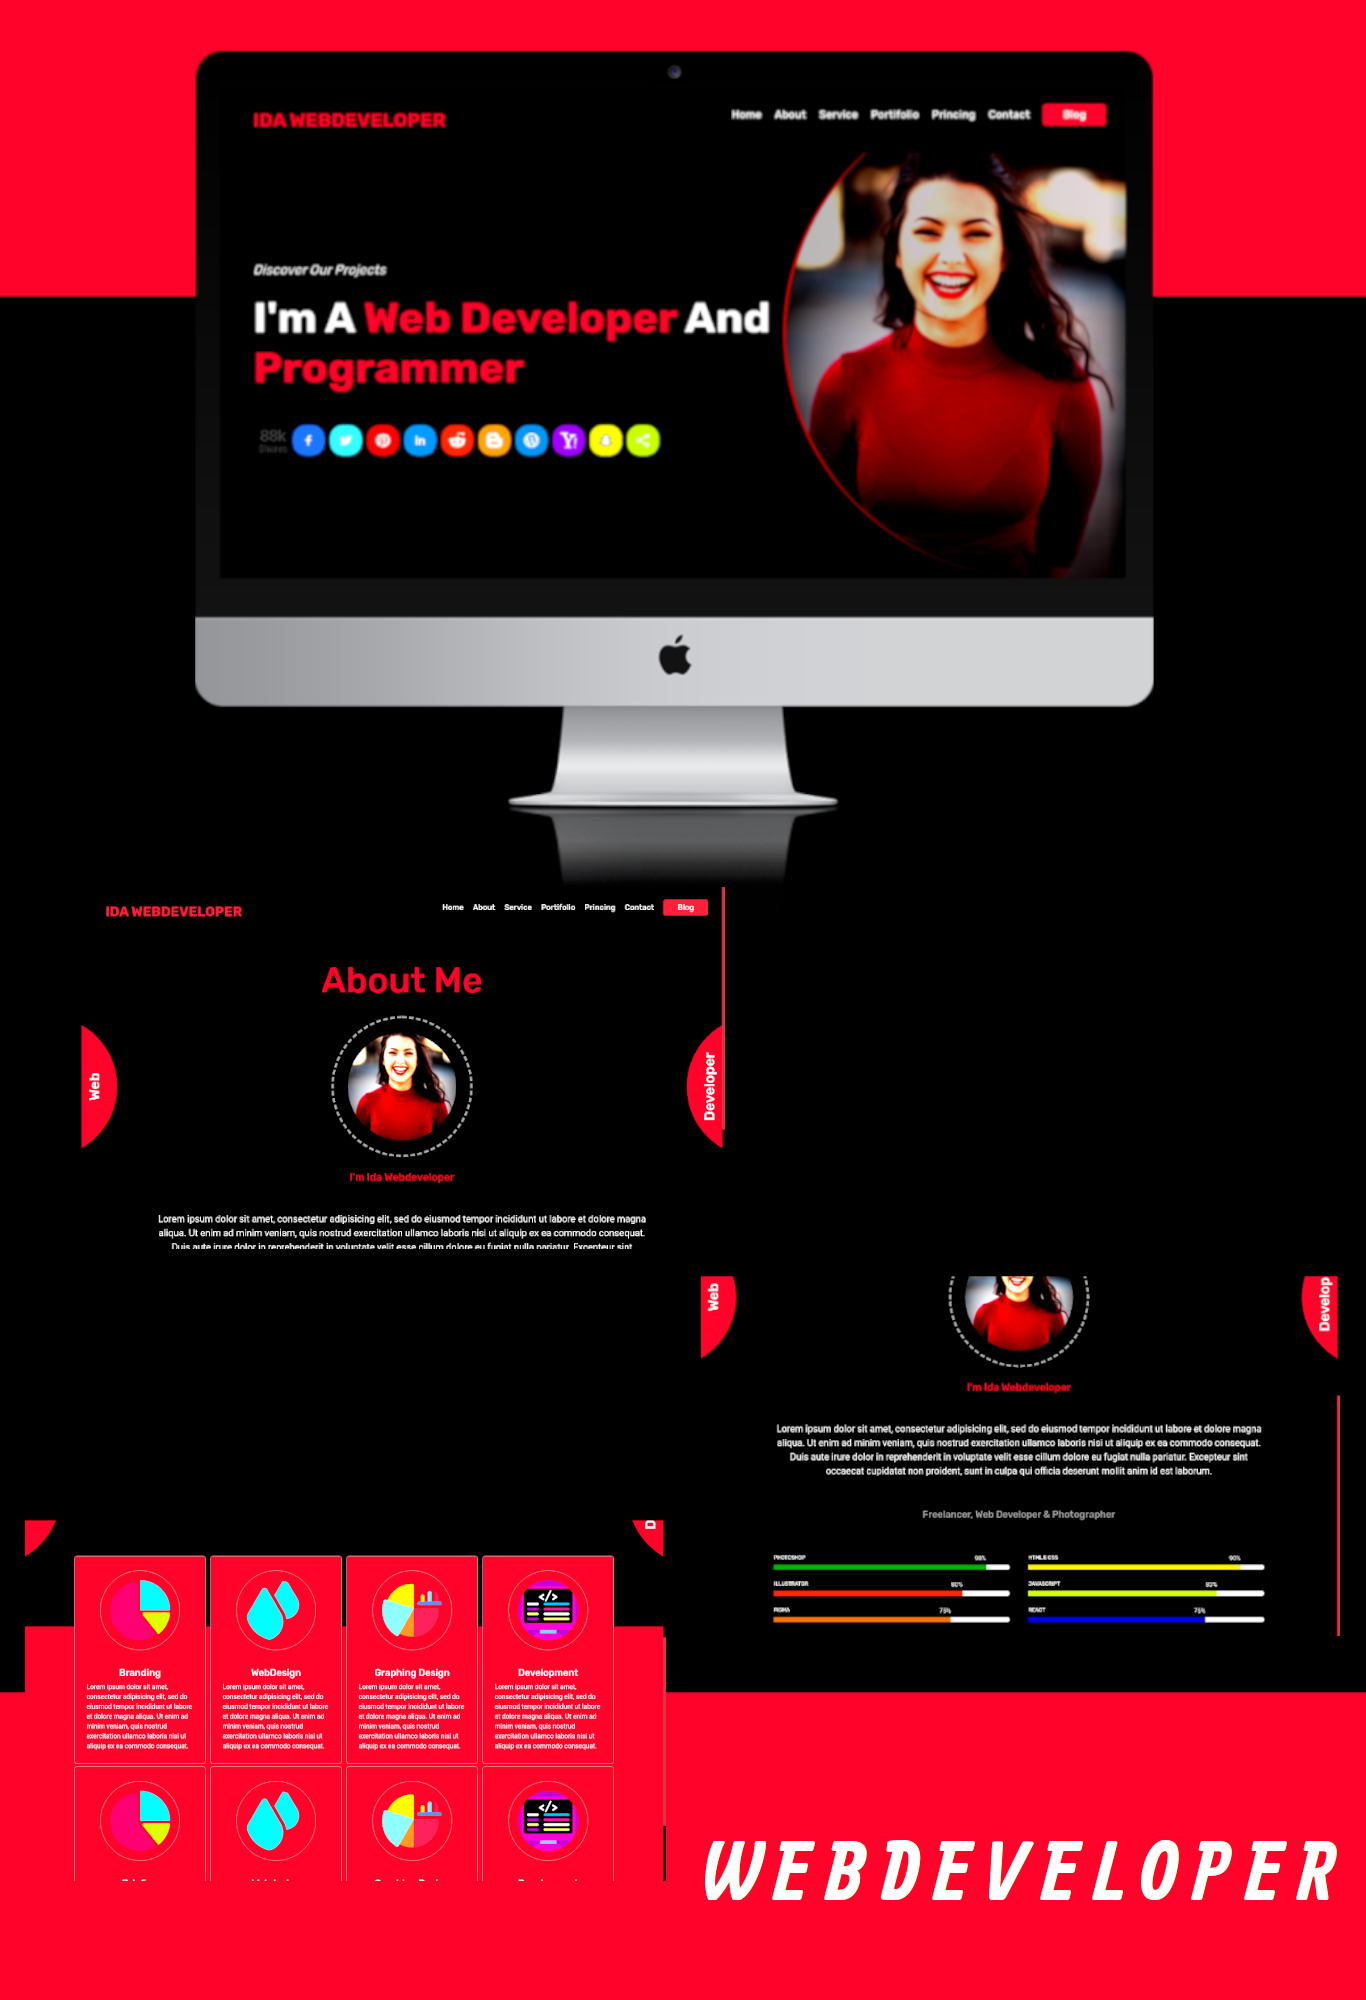 IDA WEBDEVELOPER
Home About Service Portifolio Princing Contact Blog
Discover Our Projects
I'm A Web Developer And
Programmer
88k
Shares
IDA WEBDEVELOPER
Home About Service Portifolio Princing Contact Blog
About Me
Web
Developer
I'm Ida Webdeveloper
Lorem ipsum dolor sit amet, consectetur adipisicing elit, sed do eiusmod tempor incididunt ut labore et dolore magna
aliqua. Ut enim ad minim veniam, quis nostrud exercitation ullamco laboris nisi ut aliquip ex ea commodo consequat.
Duis aute irure dolor in reprehenderit in voluptate velit esse cillum dolore eu fugiat nulla pariatur. Excepteur sint
Web
Develop
I'm Ida Webdeveloper
Lorem ipsum dolor sit amet, consectetur adipisicing elit, sed do eiusmod tempor incididunt ut labore et dolore magna
aliqua. Ut enim ad minim veniam, quis nostrud exercitation ullamco laboris nisi ut aliquip ex ea commodo consequat.
Duis aute irure dolor in reprehenderit in voluptate velit esse cillum dolore eu fugiat nulla pariatur. Excepteur sint
occaecat cupidatat non proident, sunt in culpa qui officia deserunt mollit anim id est laborum.
Freelancer, Web Developer & Photographer
PHOTOSHOP 90%
HTML & CSS 90%
ILLUSTRATOR 80%
JAVASCRIPT 83%
FIGMA 75%
REACT 75%
D
Branding
Lorem ipsum dolor sit amet,
consectetur adipisicing elit, sed do
eiusmod tempor incididunt ut labore
et dolore magna aliqua. Ut enim ad
minim veniam, quis nostrud
exercitation ullamco laboris nisi ut
aliquip ex ea commodo consequat.
WebDesign
Lorem ipsum dolor sit amet,
consectetur adipisicing elit, sed do
eiusmod tempor incididunt ut labore
et dolore magna aliqua. Ut enim ad
minim veniam, quis nostrud
exercitation ullamco laboris nisi ut
aliquip ex ea commodo consequat.
Graphing Design
Lorem ipsum dolor sit amet,
consectetur adipisicing elit, sed do
eiusmod tempor incididunt ut labore
et dolore magna aliqua. Ut enim ad
minim veniam, quis nostrud
exercitation ullamco laboris nisi ut
aliquip ex ea commodo consequat.
Development
Lorem ipsum dolor sit amet,
consectetur adipisicing elit, sed do
eiusmod tempor incididunt ut labore
et dolore magna aliqua. Ut enim ad
minim veniam, quis nostrud
exercitation ullamco laboris nisi ut
aliquip ex ea commodo consequat.
WEBDEVELOPER